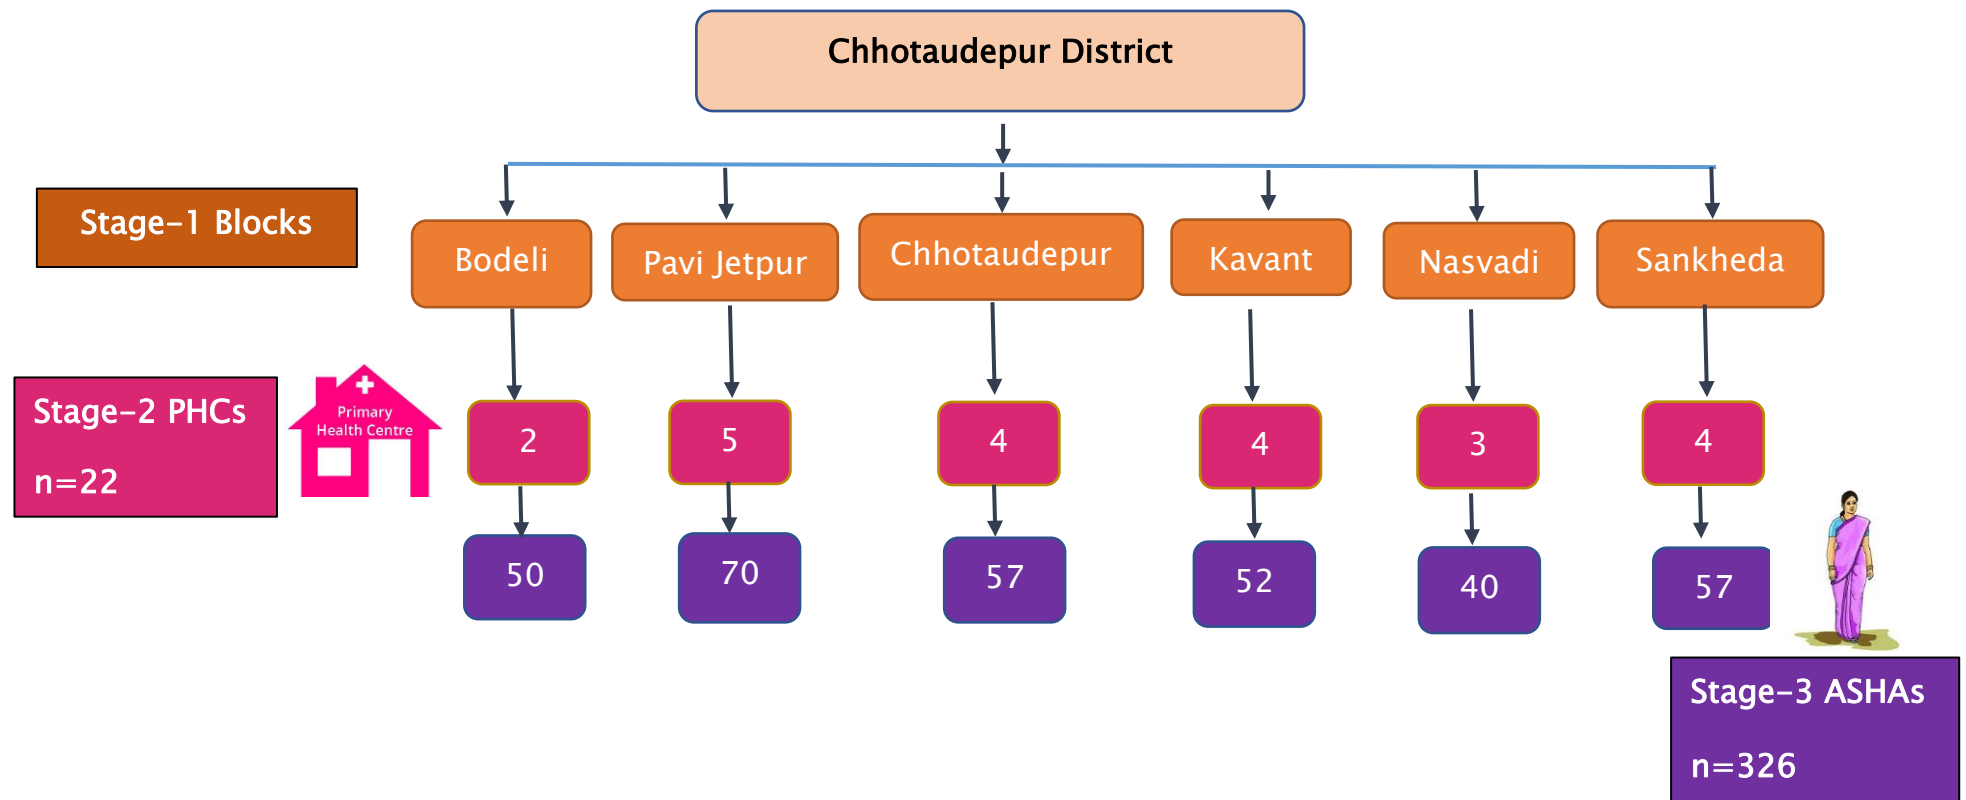 Chhotaudepur District
Stage-1 Blocks
Bodeli
Pavi Jetpur
Chhotaudepur
Kavant
Nasvadi
Sankheda
Stage-2 PHCs
n=22
Primary
Health Centre
2
5
4
4
3
4
50
70
57
52
40
57
Stage-3 ASHAs
n=326